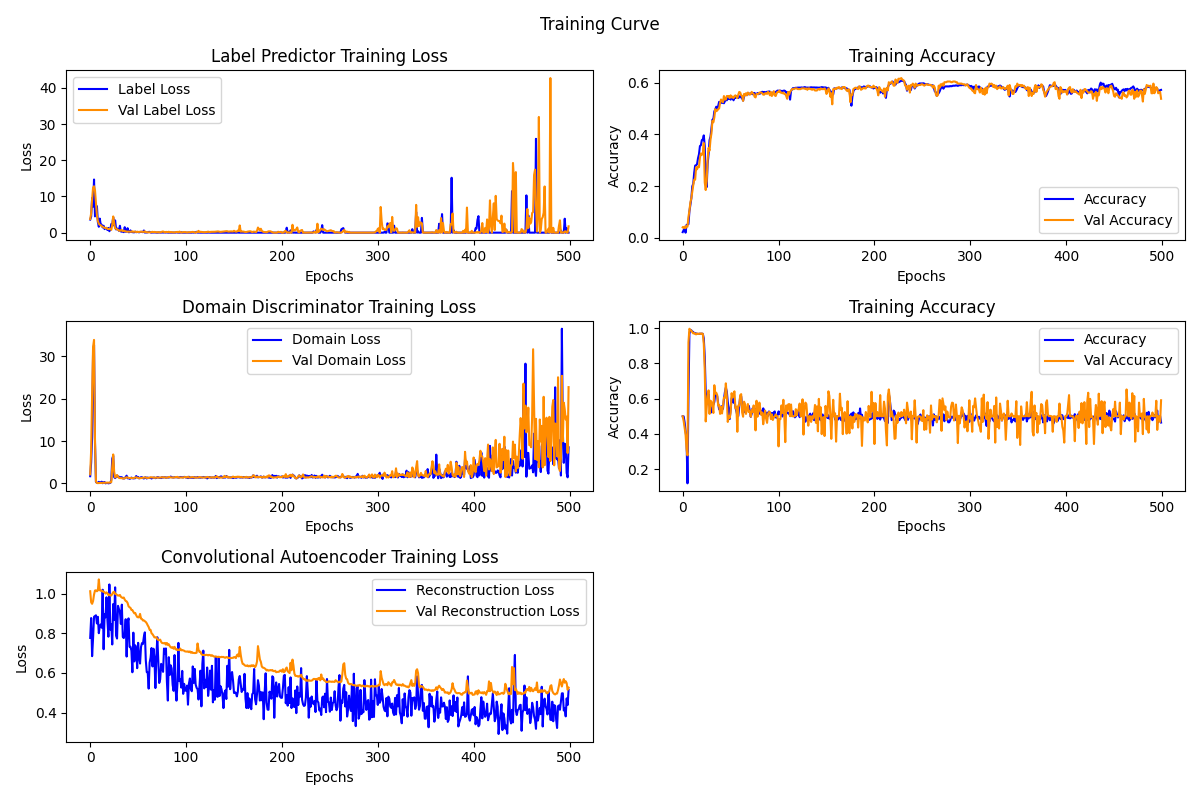 Training Curve
Label Predictor Training Loss
Loss
40
30
20
10
0
Label Loss
Val Label Loss
0 100 200 300 400 500
Epochs
Training Accuracy
Accuracy
0.6
0.4
0.2
0.0
Accuracy
Val Accuracy
0 100 200 300 400 500
Epochs
Domain Discriminator Training Loss
Loss
30
20
10
0
Domain Loss
Val Domain Loss
0 100 200 300 400 500
Epochs
Training Accuracy
Accuracy
1.0
0.8
0.6
0.4
0.2
Accuracy
Val Accuracy
0 100 200 300 400 500
Epochs
Convolutional Autoencoder Training Loss
Loss
1.0
0.8
0.6
0.4
Reconstruction Loss
Val Reconstruction Loss
0 100 200 300 400 500
Epochs